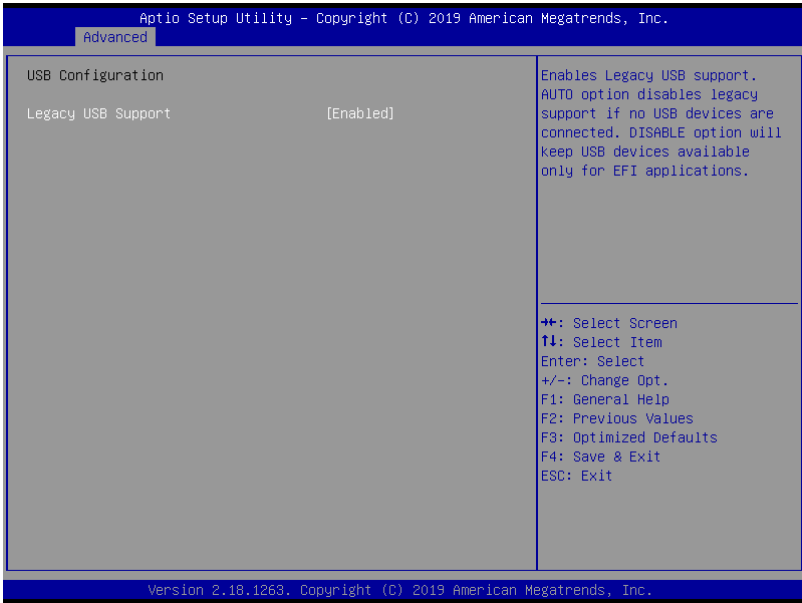 Aptio Setup Utility – Copyright (C) 2019 American Megatrends, Inc.
Advanced
USB Configuration
Legacy USB Support [Enabled]
Enables Legacy USB support.
AUTO option disables legacy
support if no USB devices are
connected. DISABLE option will
keep USB devices available
only for EFI applications.
→←: Select Screen
↑↓: Select Item
Enter: Select
+/-: Change Opt.
F1: General Help
F2: Previous Values
F3: Optimized Defaults
F4: Save & Exit
ESC: Exit
Version 2.18.1263. Copyright (C) 2019 American Megatrends, Inc.